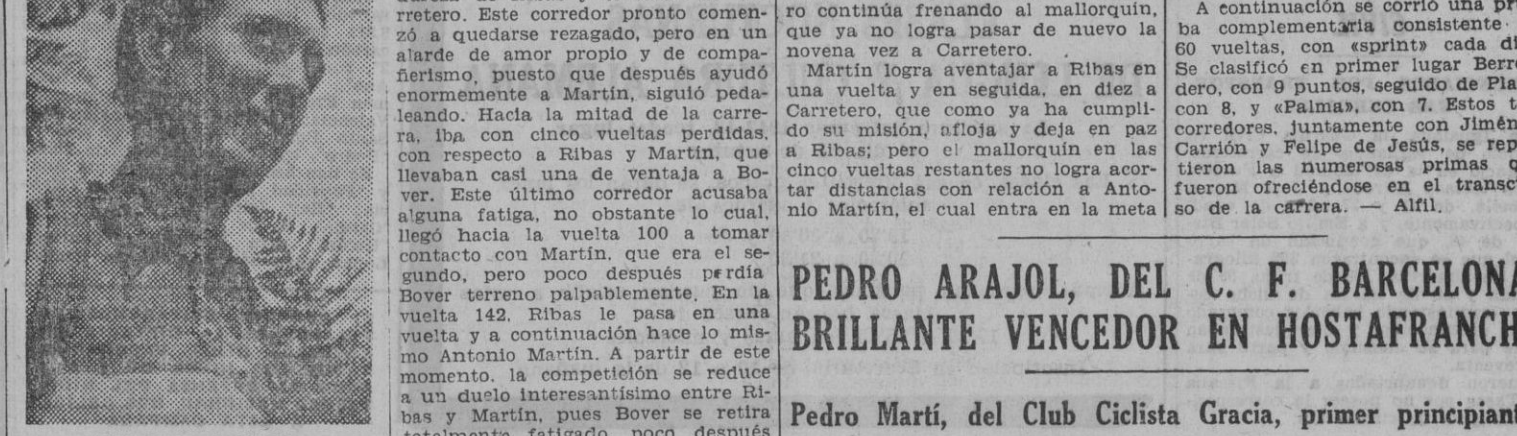 rretero. Este corredor pronto comen-
zó a quedarse rezagado, pero en un
alarde de amor propio y de compa-
ñerismo, puesto que después ayudó
enormemente a Martín, siguió peda-
leando. Hacia la mitad de la carre-
ra, iba con cinco vueltas perdidas,
con respecto a Ribas y Martín, que
llevaban casi una de ventaja a Bo-
ver. Este último corredor acusaba
alguna fatiga, no obstante lo cual,
llegó hacia la vuelta 100 a tomar
contacto con Martín, que era el se-
gundo, pero poco después perdía
Bover terreno palpablemente. En la
vuelta 142, Ribas le pasa en una
vuelta y a continuación hace lo mis-
mo Antonio Martín. A partir de este
momento, la competición se reduce
a un duelo interesantísimo entre Ri-
bas y Martín, pues Bover se retira
totalmente fatigado poco después
ro continúa frenando al mallorquín,
que ya no logra pasar de nuevo la
novena vez a Carretero.
Martín logra aventajar a Ribas en
una vuelta y en seguida, en diez a
Carretero, que como ya ha cumpli-
do su misión, afloja y deja en paz
a Ribas; pero el mallorquín en las
cinco vueltas restantes no logra acor-
tar distancias con relación a Anto-
nio Martín, el cual entra en la meta
A continuación se corrió una pru
ba complementaria consistente
60 vueltas, con «sprint» cada di
Se clasificó en primer lugar Berre
dero, con 9 puntos, seguido de Pla
con 8, y «Palma», con 7. Estos t
corredores, juntamente con Jimén
Carrión y Felipe de Jesús, se rep
tieron las numerosas primas q
fueron ofreciéndose en el transcu
so de la carrera. — Alfil.
PEDRO ARAJOL, DEL C. F. BARCELONA
BRILLANTE VENCEDOR EN HOSTAFRANCH
Pedro Martí, del Club Ciclista Gracia, primer principiant